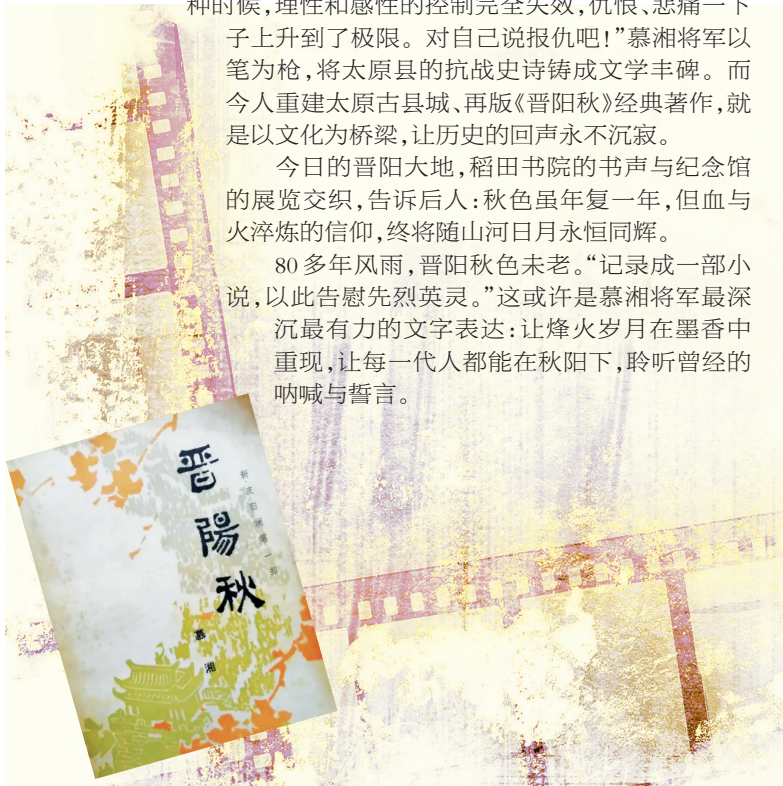 种时候,理性和感性的控制完全失效,仇恨、悲痛一下
子上升到了极限。对自己说报仇吧!”慕湘将军以
笔为枪,将太原县的抗战史诗铸成文学丰碑。而
今人重建太原古县城、再版《晋阳秋》经典著作,就
是以文化为桥梁,让历史的回声永不沉寂。
今日的晋阳大地,稻田书院的书声与纪念馆
的展览交织,告诉后人:秋色虽年复一年,但血与
火淬炼的信仰,终将随山河日月永恒同辉。
80多年风雨,晋阳秋色未老。“记录成一部小
说,以此告慰先烈英灵。”这或许是慕湘将军最深
沉最有力的文字表达:让烽火岁月在墨香中
重现,让每一代人都能在秋阳下,聆听曾经的
呐喊与誓言。
晋陽秋
慕湘